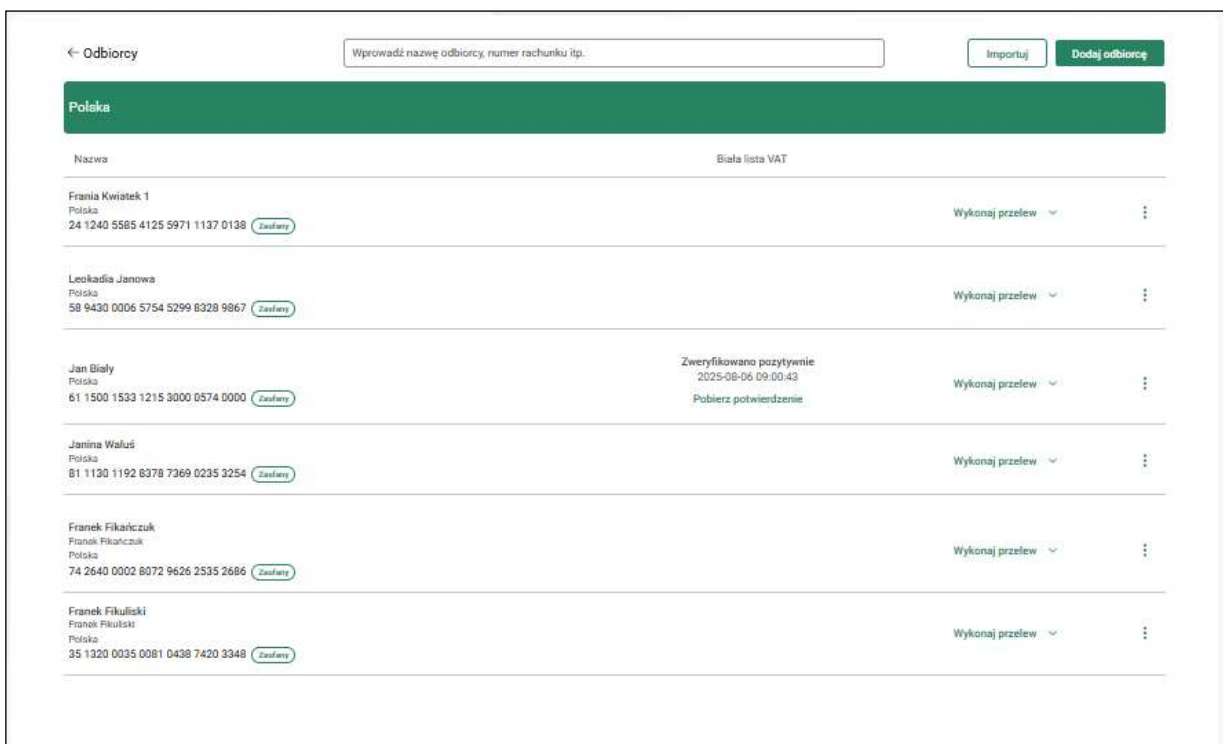 ← Odbiorcy
Wprowadź nazwę odbiorcy, numer rachunku itp.
Importuj
Dodaj odbiorcę
Polska
Nazwa
Biała lista VAT
Frania Kwiatek 1
Polska
24 1240 5585 4125 5971 1137 0138 Zaufany
Wykonaj przelew
Leokadia Janowa
Polska
58 9430 0006 5754 5299 8328 9867 Zaufany
Wykonaj przelew
Jan Biały
Polska
61 1500 1533 1215 3000 0574 0000 Zaufany
Zweryfikowano pozytywnie
2025-08-06 09:00:43
Pobierz potwierdzenie
Wykonaj przelew
Janina Waluś
Polska
81 1130 1192 8378 7369 0235 3254 Zaufany
Wykonaj przelew
Franek Fikańczuk
Franek Fikańczuk
Polska
74 2640 0002 8072 9626 2535 2686 Zaufany
Wykonaj przelew
Franek Fikuliski
Franek Fikuliski
Polska
35 1320 0035 0081 0438 7420 3348 Zaufany
Wykonaj przelew